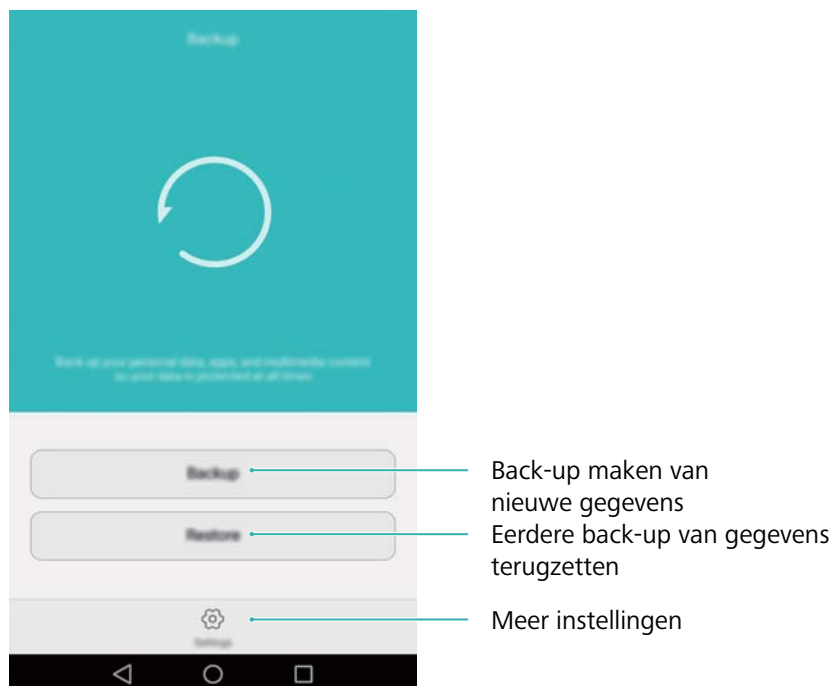 Backup
Back up your personal data, apps, and multimedia content
so your data is protected at all times
Backup
Back-up maken van
nieuwe gegevens
Restore
Eerdere back-up van gegevens
terugzetten
Settings
Meer instellingen